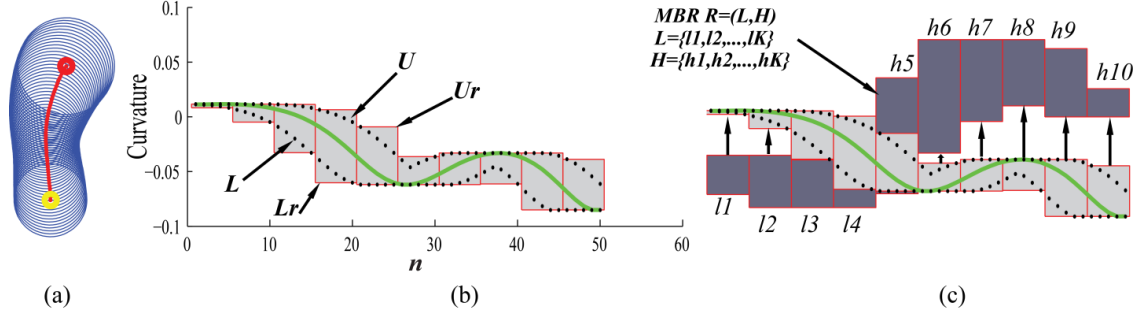 0.1
0.05
0
−0.05
−0.1
Curvature
U
Ur
L
Lr
0 10 20 30 40 50 60
n
MBR R=(L,H)
L={l1,l2,...,lK}
H={h1,h2,...,hK}
h5
h6
h7
h8
h9
h10
l1
l2
l3
l4
(a)
(b)
(c)